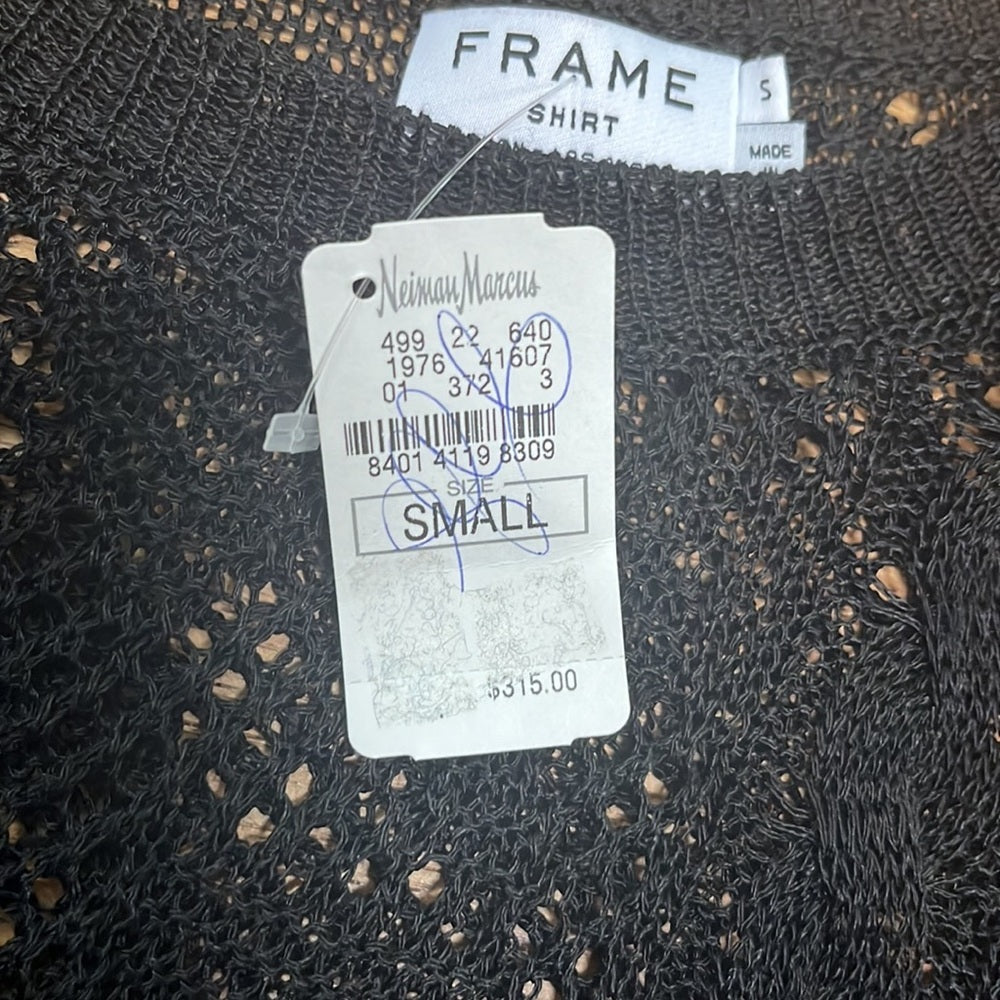 FRAME
SHIRT
S
MADE
IN
Neiman Marcus
499 22 640
1976 41607
01 372 3
8401 4119 8309
SIZE
SMALL
$315.00